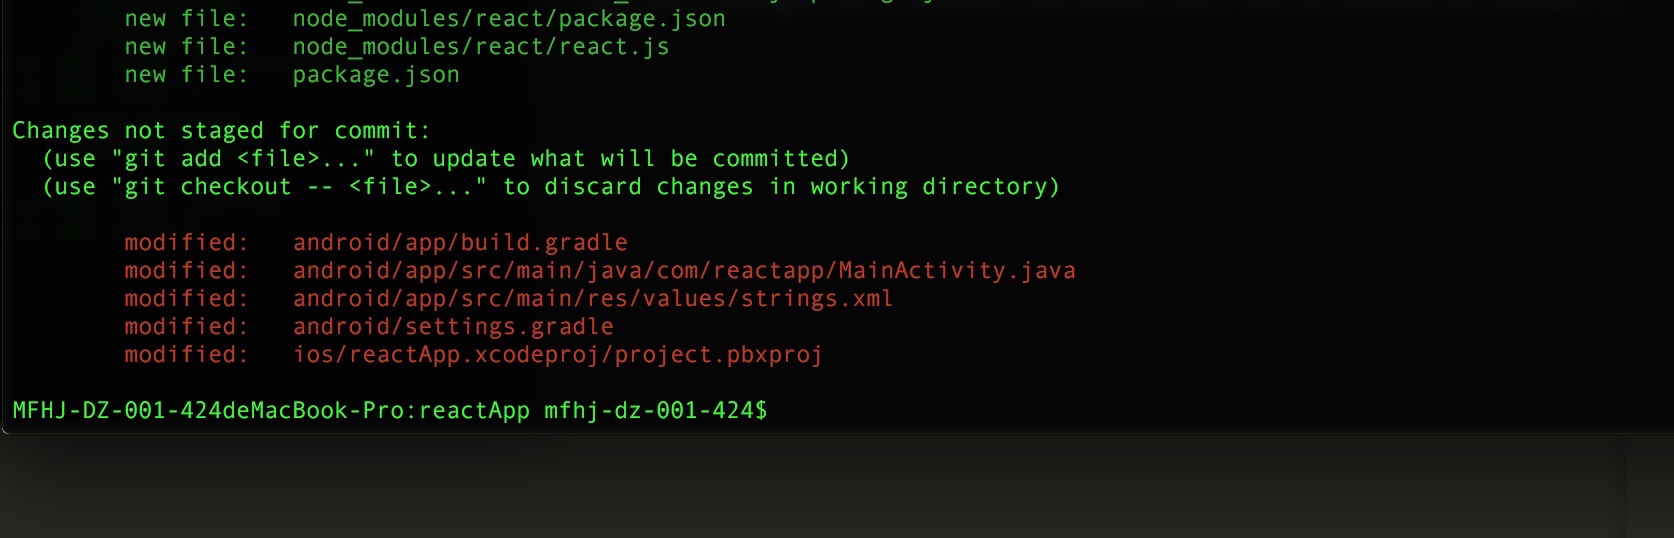 new file:   node_modules/react/package.json
new file:   node_modules/react/react.js
new file:   package.json
Changes not staged for commit:
(use "git add <file>..." to update what will be committed)
(use "git checkout -- <file>..." to discard changes in working directory)
modified:   android/app/build.gradle
modified:   android/app/src/main/java/com/reactapp/MainActivity.java
modified:   android/app/src/main/res/values/strings.xml
modified:   android/settings.gradle
modified:   ios/reactApp.xcodeproj/project.pbxproj
MFHJ-DZ-001-424deMacBook-Pro:reactApp mfhj-dz-001-424$